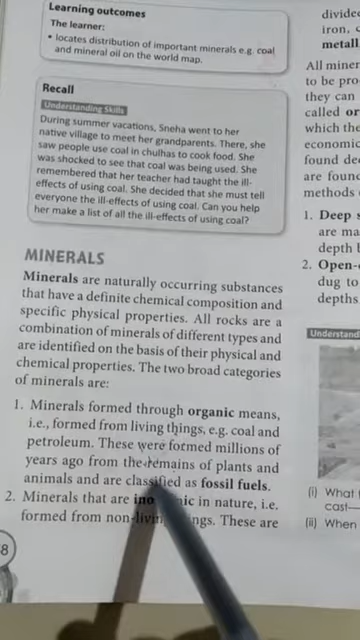 Learning outcomes
The learner:
• locates distribution of important minerals e.g. coal
and mineral oil on the world map.
Recall
Understanding Skills
During summer vacations, Sneha went to her
native village to meet her grandparents. There, she
saw people use coal in chulhas to cook food. She
was shocked to see that coal was being used. She
remembered that her teacher had taught the ill-
effects of using coal. She decided that she must tell
everyone the ill-effects of using coal. Can you help
her make a list of all the ill-effects of using coal?
MINERALS
Minerals are naturally occurring substances
that have a definite chemical composition and
specific physical properties. All rocks are a
combination of minerals of different types and
are identified on the basis of their physical and
chemical properties. The two broad categories
of minerals are:
1. Minerals formed through organic means,
i.e., formed from living things, e.g. coal and
petroleum. These were formed millions of
years ago from the remains of plants and
animals and are classified as fossil fuels.
2. Minerals that are in nature, i.e.
formed from These are
8
iron,
metall
All miner
to be pro
they can
called or
which the
economic
found de
are found
methods
1. Deep
are ma
depth
2. Open-
dug to
depths
Understand
(i) What
cast—
(ii) When